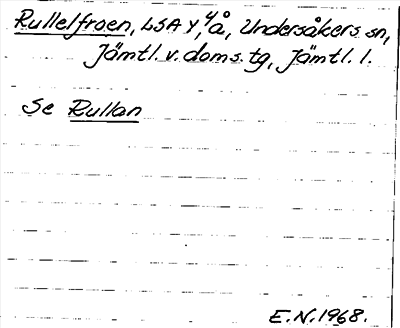 Rullelfroen, LSA Y, 4 å, Undersåkers sn,
Jämtl. v. doms. tg, Jämtl. l.
Se Rullan
E.N. 1968.